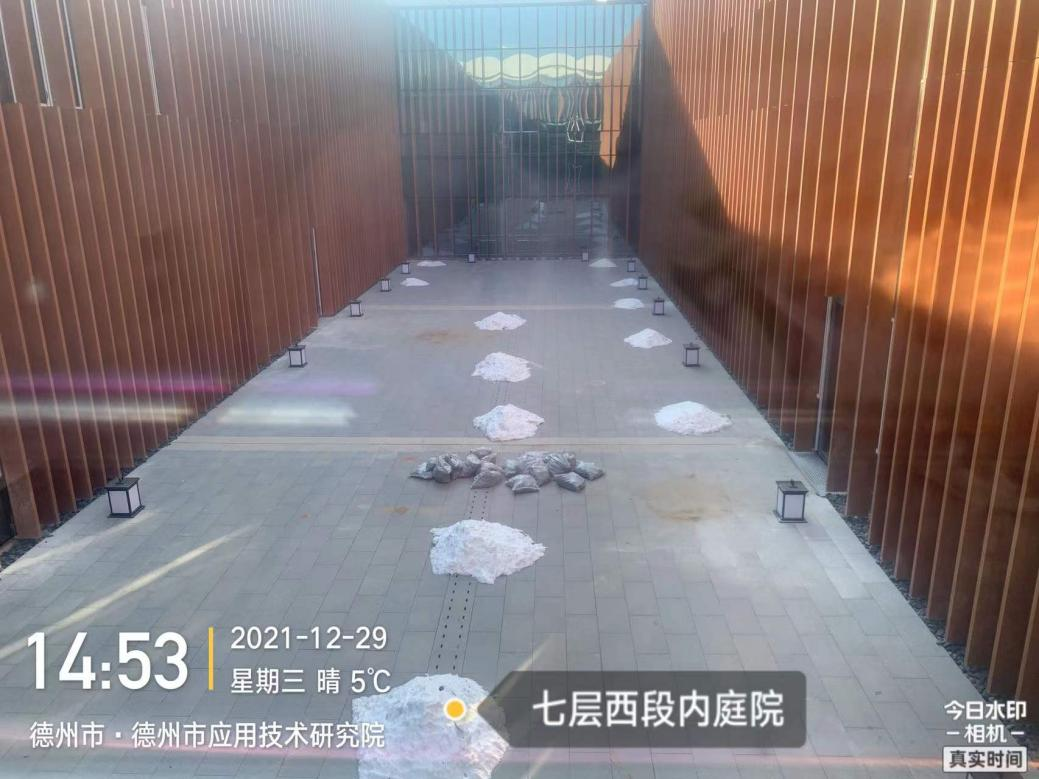 七层西段内庭院
14:53
2021-12-29
星期三 晴 5℃
德州市·德州市应用技术研究院
今日水印
-相机-
真实时间